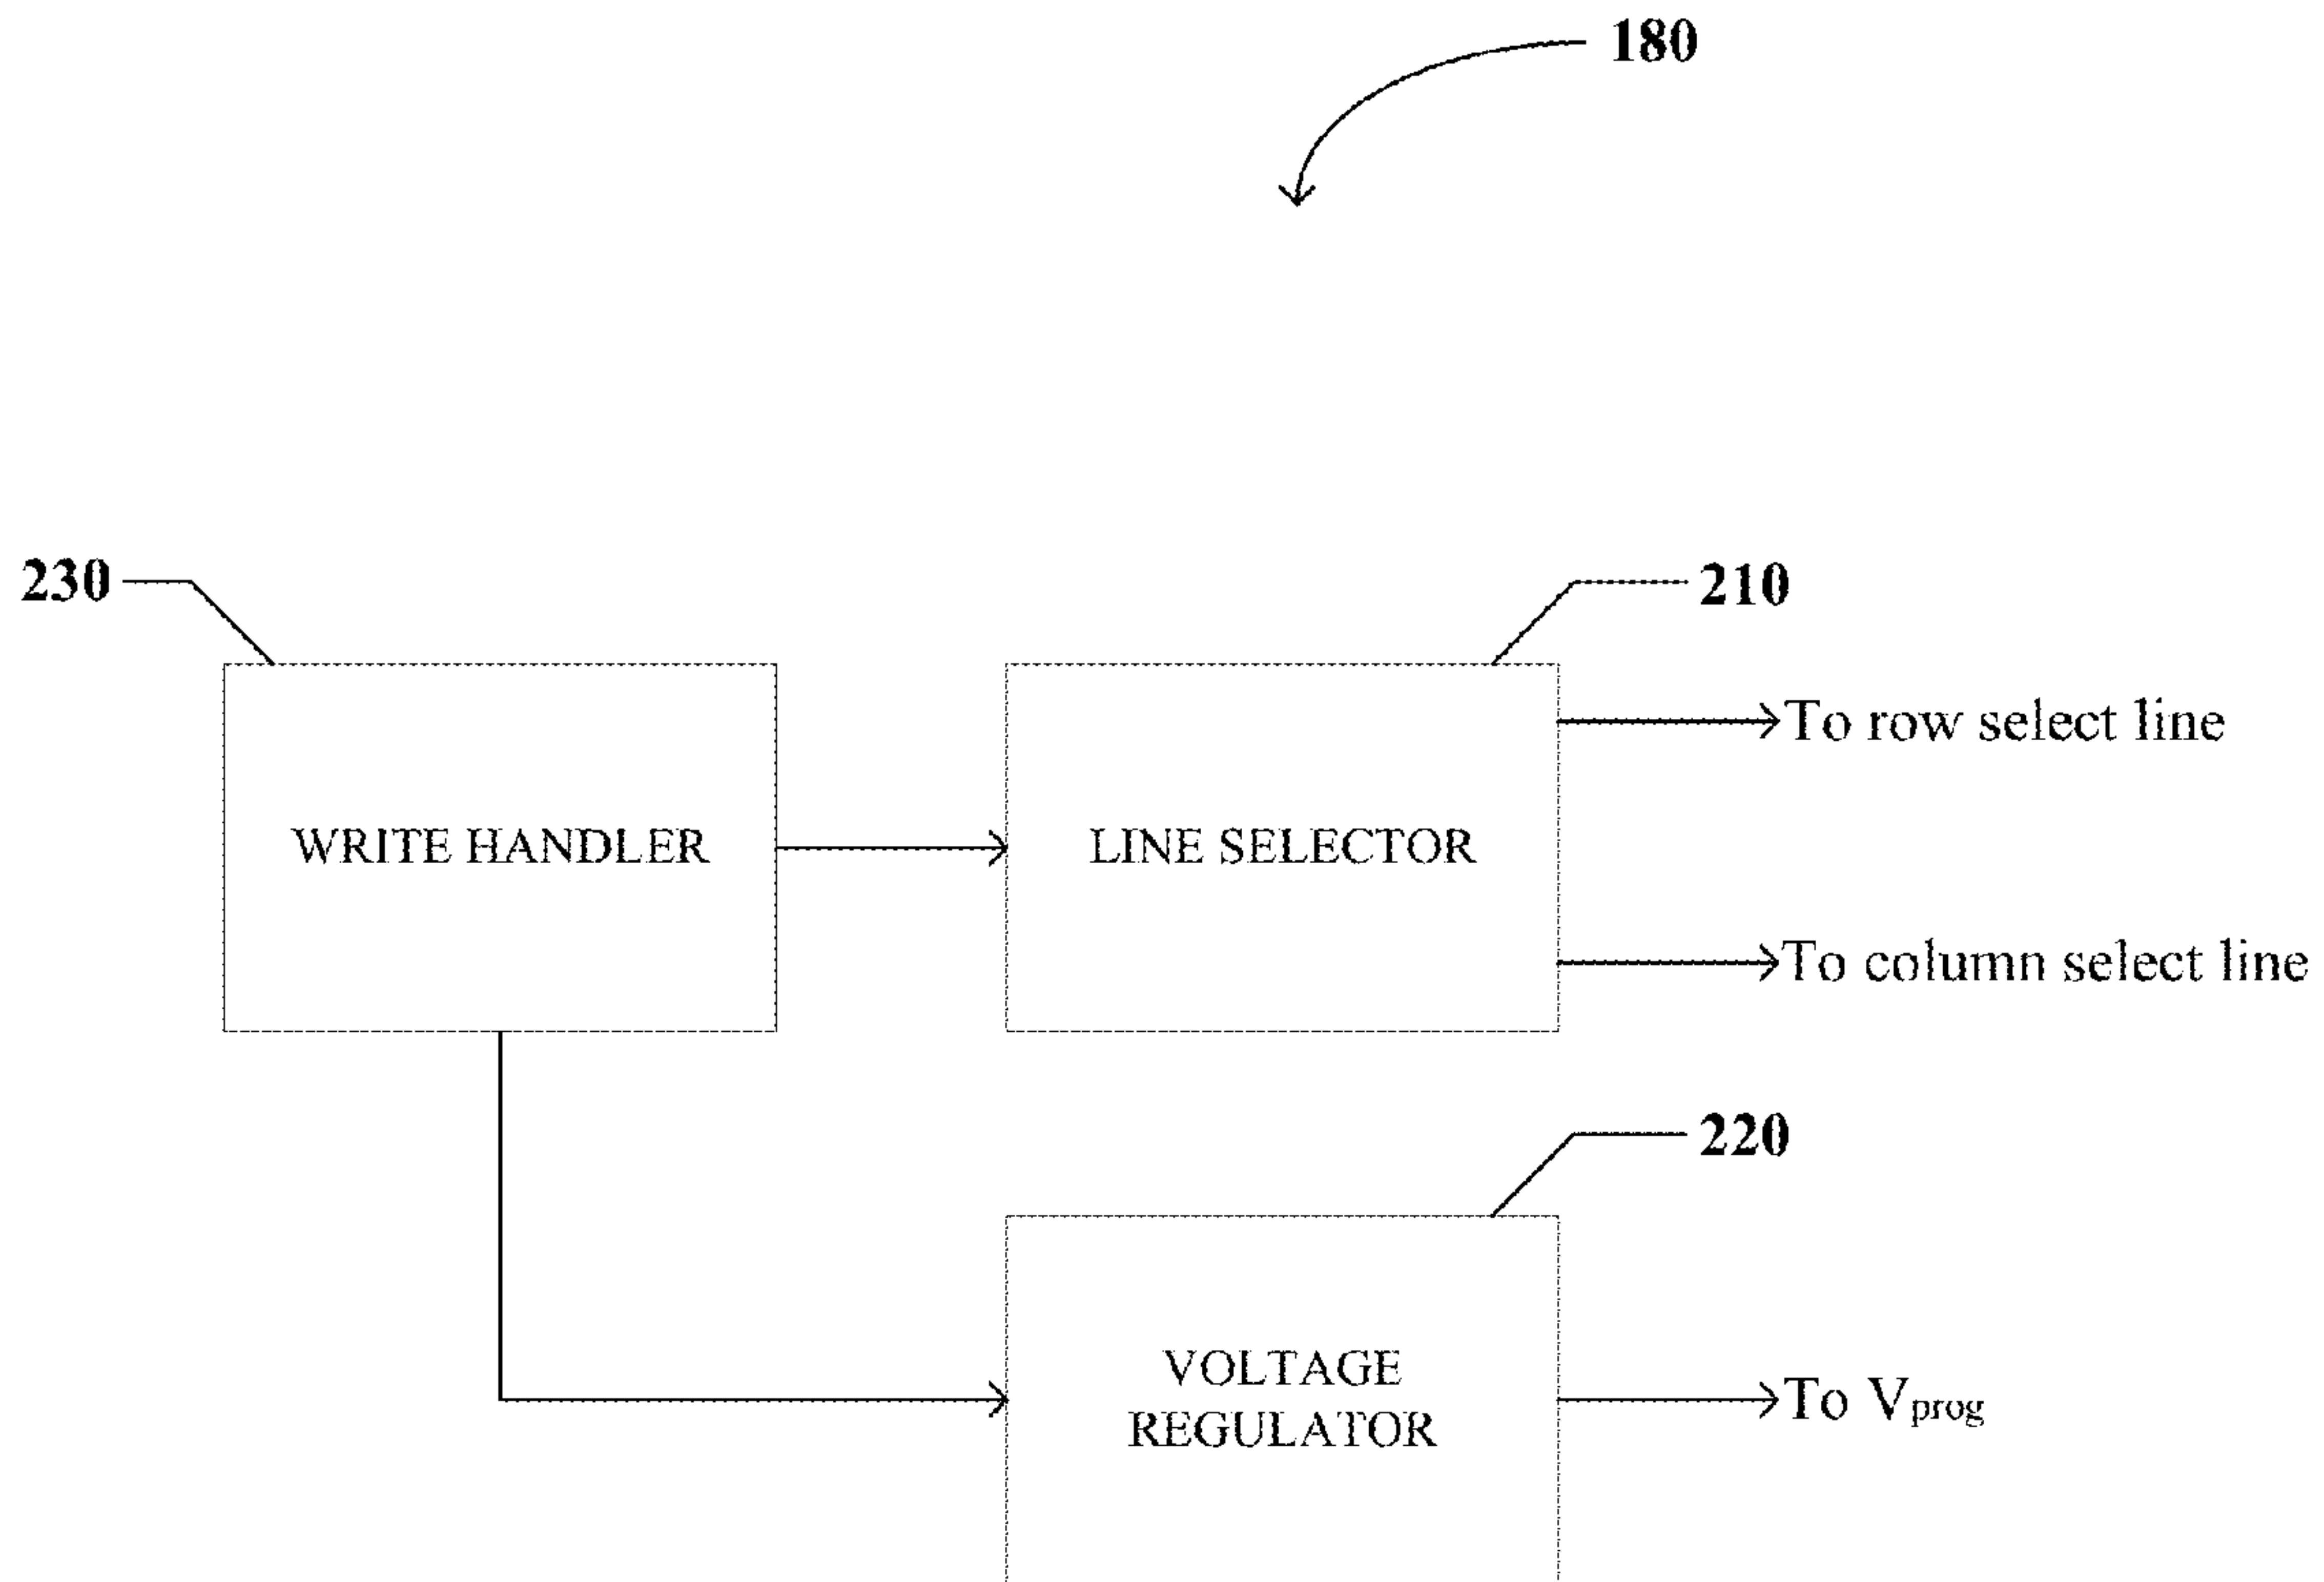 180
230
210
To row select line
WRITE HANDLER
LINE SELECTOR
To column select line
220
VOLTAGE
REGULATOR
To Vprog